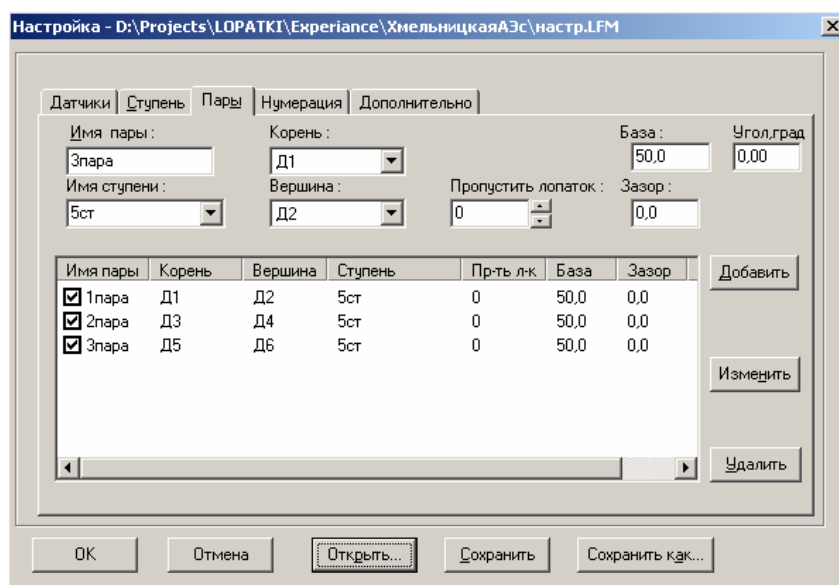 Настройка - D:\Projects\LOPATKI\Experiance\ХмельницкаяАЭс\настр.LFM
Датчики Ступень Пары Нумерация Дополнительно
Имя пары : Корень : База : Угол,град
3пара Д1 50,0 0,00
Имя ступени : Вершина : Пропустить лопаток : Зазор :
5ст Д2 0 0,0
Имя пары Корень Вершина Ступень Пр-ть л-к База Зазор
1пара Д1 Д2 5ст 0 50,0 0,0
2пара Д3 Д4 5ст 0 50,0 0,0
3пара Д5 Д6 5ст 0 50,0 0,0
Добавить
Изменить
Удалить
OK Отмена Открыть... Сохранить Сохранить как...